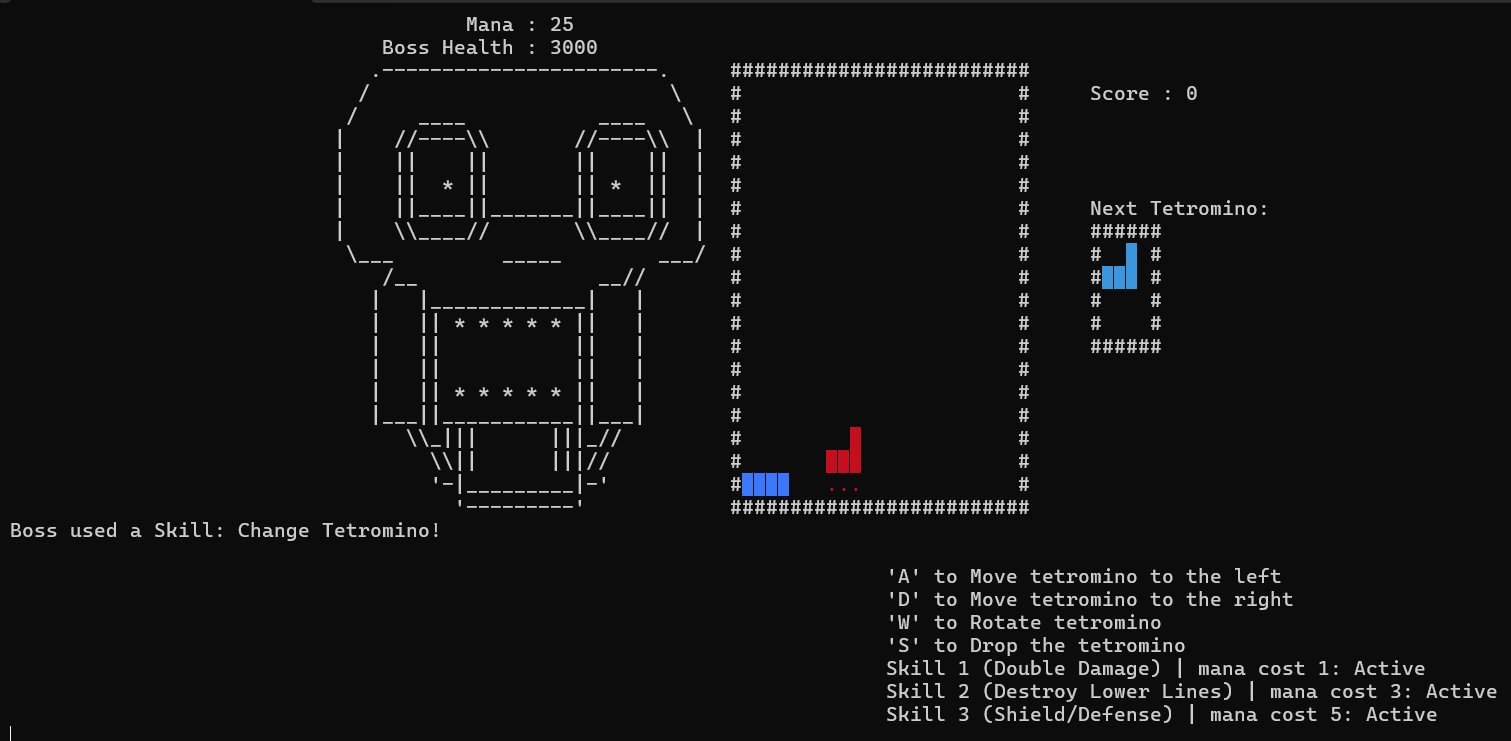 Mana : 25
Boss Health : 3000
Score : 0
Next Tetromino:
Boss used a Skill: Change Tetromino!
'A' to Move tetromino to the left
'D' to Move tetromino to the right
'W' to Rotate tetromino
'S' to Drop the tetromino
Skill 1 (Double Damage) | mana cost 1: Active
Skill 2 (Destroy Lower Lines) | mana cost 3: Active
Skill 3 (Shield/Defense) | mana cost 5: Active